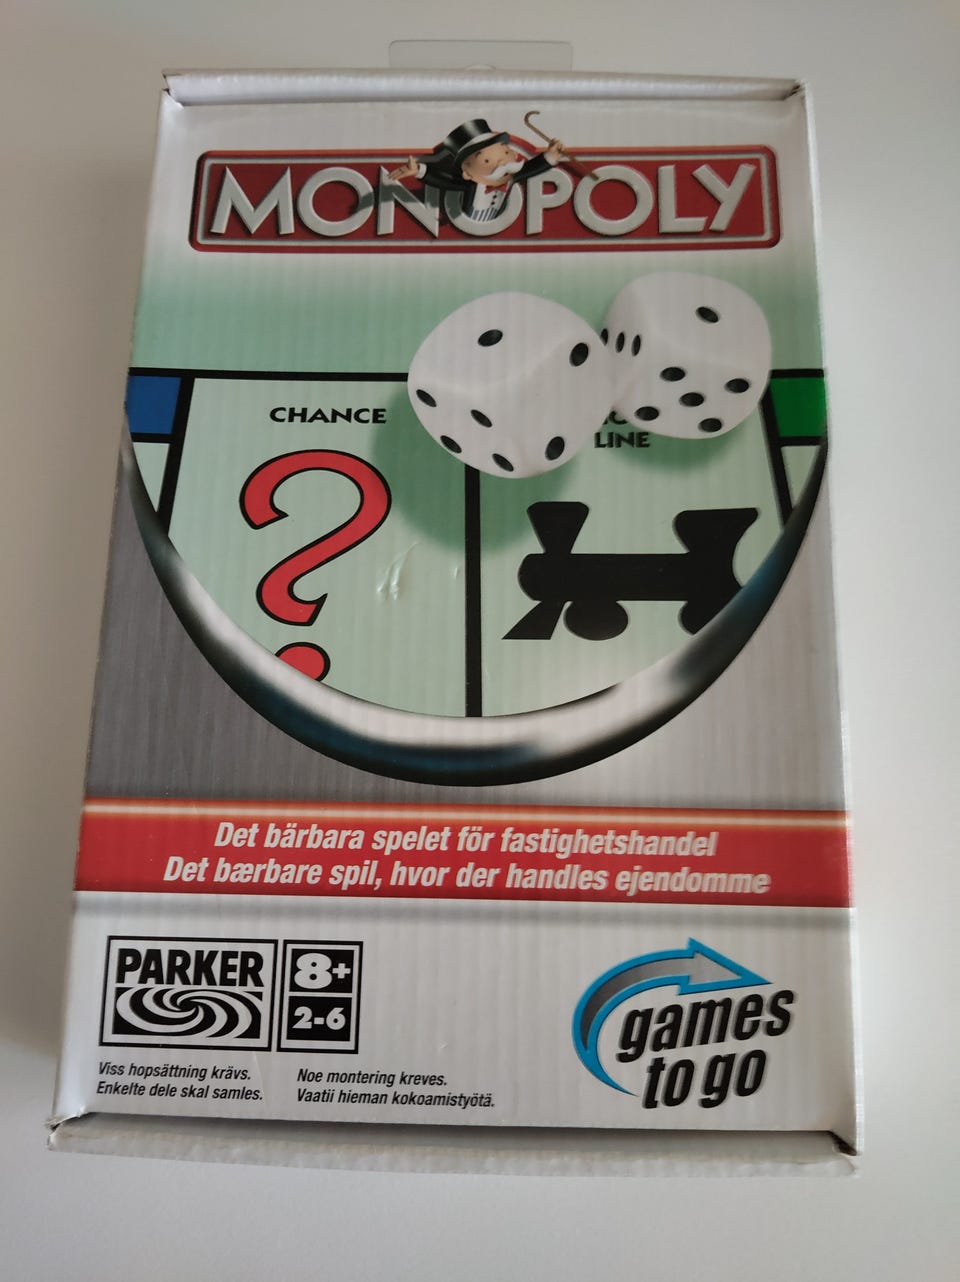 MONOPOLY
CHANCE
LINE
Det bärbara spelet för fastighetshandel
Det bærbare spil, hvor der handles ejendomme
PARKER
8+
2-6
Viss hopsättning krävs.
Enkelte dele skal samles.
Noe montering kreves.
Vaatii hieman kokoamistyötä.
games
to go